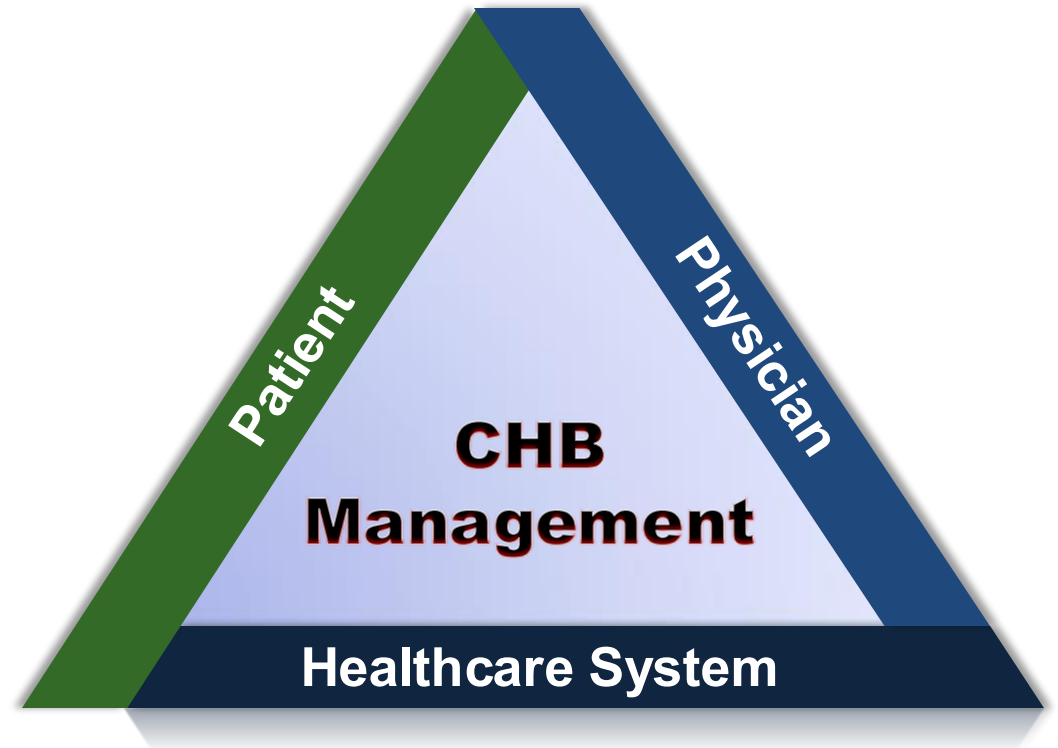 Patient
Physician
CHB
Management
Healthcare System